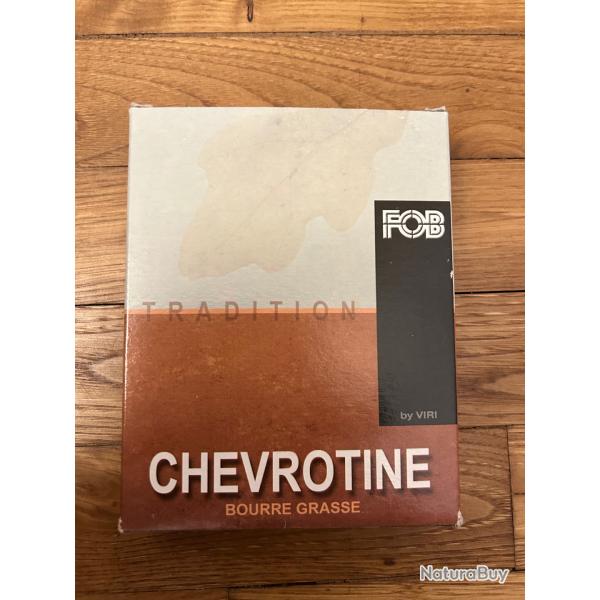 FOB
TRADITION
by VIRI
CHEVROTINE
BOURRE GRASSE
NaturaBuy